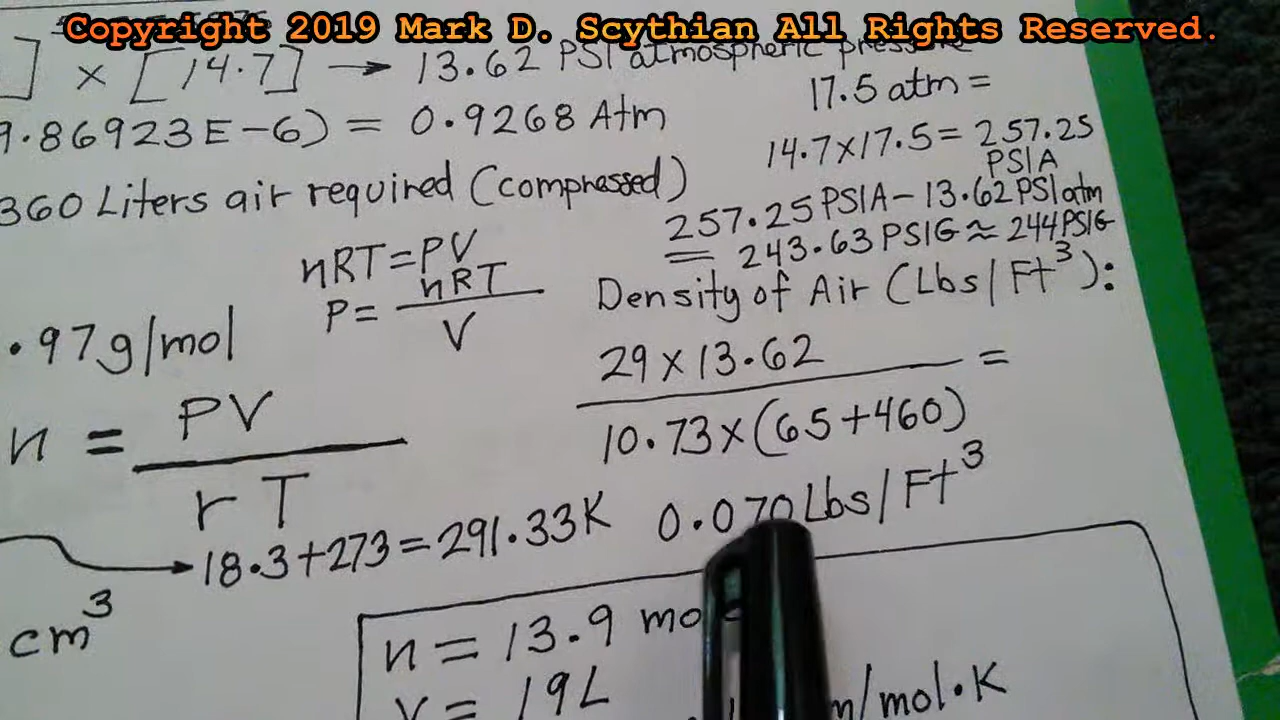 Copyright 2019 Mark D. Scythian All Rights Reserved.
] × [14.7] → 13.62 PSI atmospheric pressure
9.86923E-6) = 0.9268 Atm
360 Liters air required (compressed)
17.5 atm =
14.7×17.5 = 257.25
PSIA
257.25 PSIA - 13.62 PSI atm
= 243.63 PSIG ≈ 244 PSIG
nRT = PV
P = nRT
V
Density of Air (Lbs/Ft³):
29 × 13.62 =
10.73 × (65+460)
0.070 Lbs/Ft³
.97g/mol
n = PV
rT
18.3+273 = 291.33K
cm³
n = 13.9
V = 19L
/mol·K